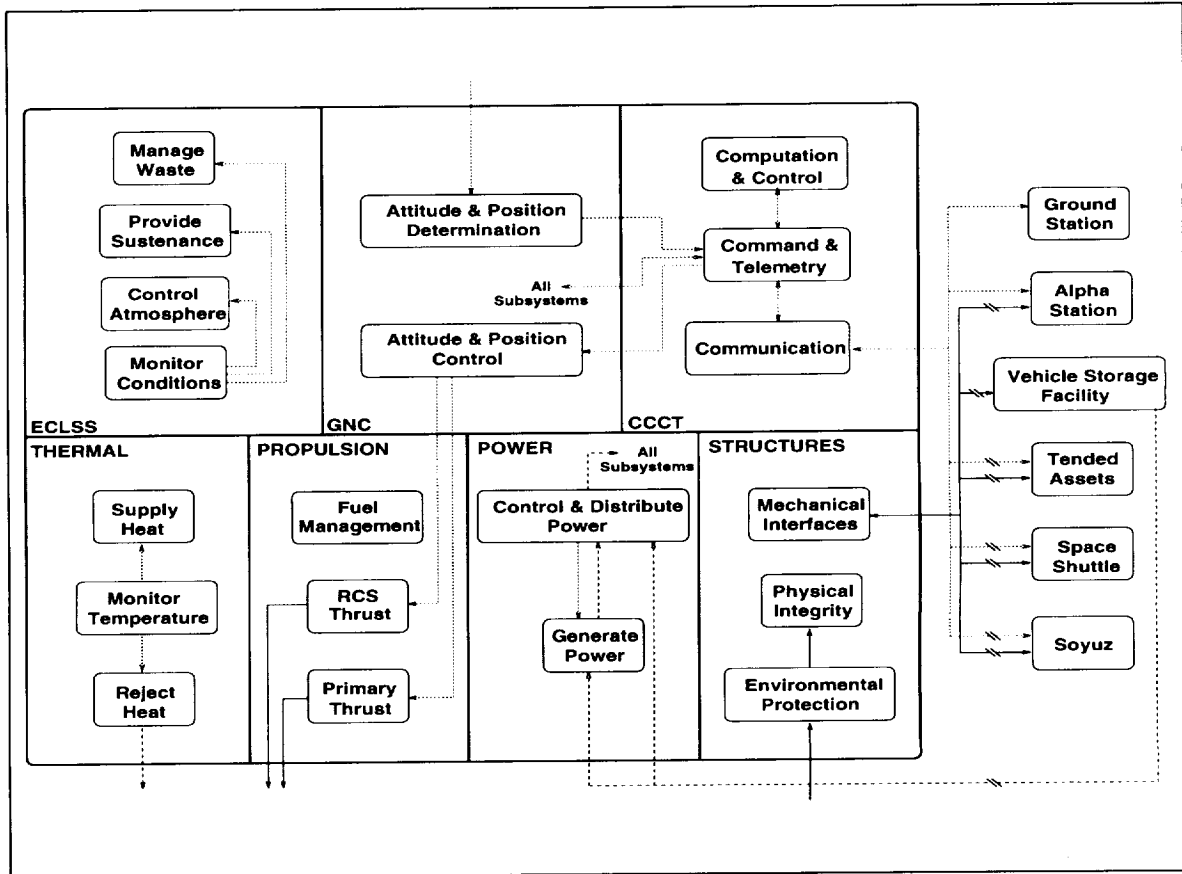 Manage
Waste
Provide
Sustenance
Control
Atmosphere
Monitor
Conditions
ECLSS
Attitude & Position
Determination
All
Subsystems
Attitude & Position
Control
GNC
Computation
& Control
Command &
Telemetry
Communication
CCCT
THERMAL
Supply
Heat
Monitor
Temperature
Reject
Heat
PROPULSION
Fuel
Management
RCS
Thrust
Primary
Thrust
POWER
All
Subsystems
Control & Distribute
Power
Generate
Power
STRUCTURES
Mechanical
Interfaces
Physical
Integrity
Environmental
Protection
Ground
Station
Alpha
Station
Vehicle Storage
Facility
Tended
Assets
Space
Shuttle
Soyuz